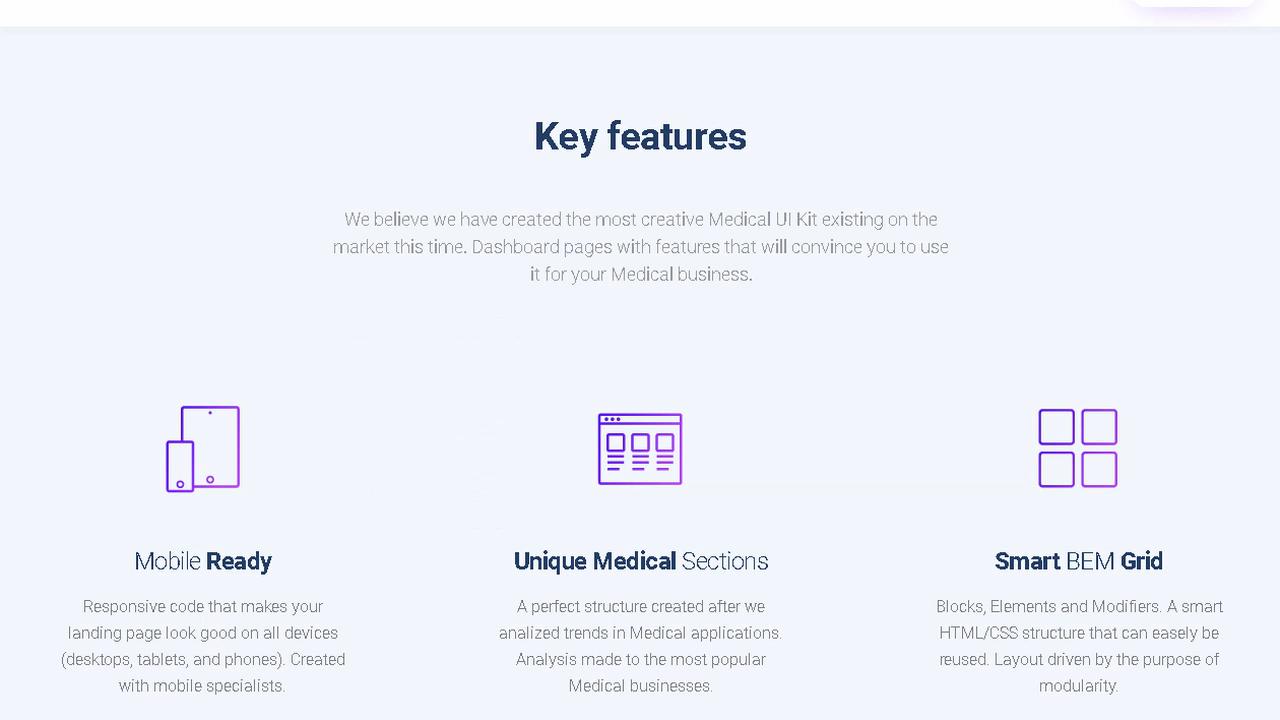 Key features
We believe we have created the most creative Medical UI Kit existing on the
market this time. Dashboard pages with features that will convince you to use
it for your Medical business.
Mobile Ready
Responsive code that makes your
landing page look good on all devices
(desktops, tablets, and phones). Created
with mobile specialists.
Unique Medical Sections
A perfect structure created after we
analized trends in Medical applications.
Analysis made to the most popular
Medical businesses.
Smart BEM Grid
Blocks, Elements and Modifiers. A smart
HTML/CSS structure that can easely be
reused. Layout driven by the purpose of
modularity.